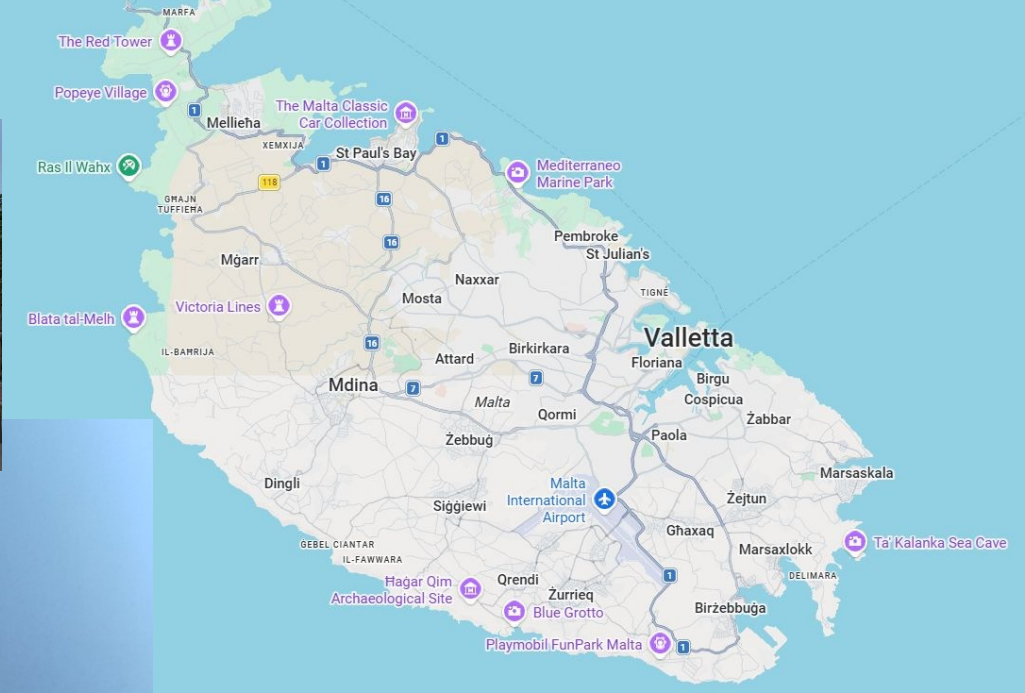 MARFA
The Red Tower
Popeye Village
1
Mellieħa
The Malta Classic
Car Collection
1
XEMXIJA
St Paul's Bay
1
Ras Il Wahx
118
Mediterraneo
Marine Park
GĦAJN
TUFFIEĦA
16
16
Pembroke
St Julian's
Mġarr
Naxxar
Mosta
TIGNÉ
Victoria Lines
Blata tal-Melh
Valletta
16
IL-BAĦRIJA
Attard
Birkirkara
Floriana
Mdina
7
7
Birgu
Malta
Cospicua
Qormi
Żabbar
Żebbuġ
Paola
Marsaskala
Dingli
Malta
International
Airport
Żejtun
Siġġiewi
Għaxaq
GEBEL CIANTAR
IL-FAWWARA
Marsaxlokk
Ta' Kalanka Sea Cave
DELIMARA
1
Ħaġar Qim
Archaeological Site
Qrendi
Żurrieq
Blue Grotto
Birżebbuġa
Playmobil FunPark Malta
1